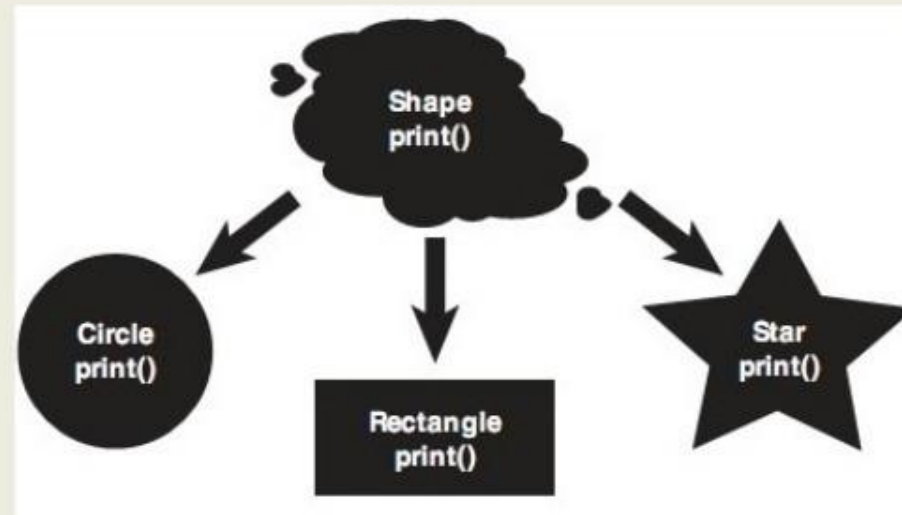 Shape
print()
Circle
print()
Rectangle
print()
Star
print()